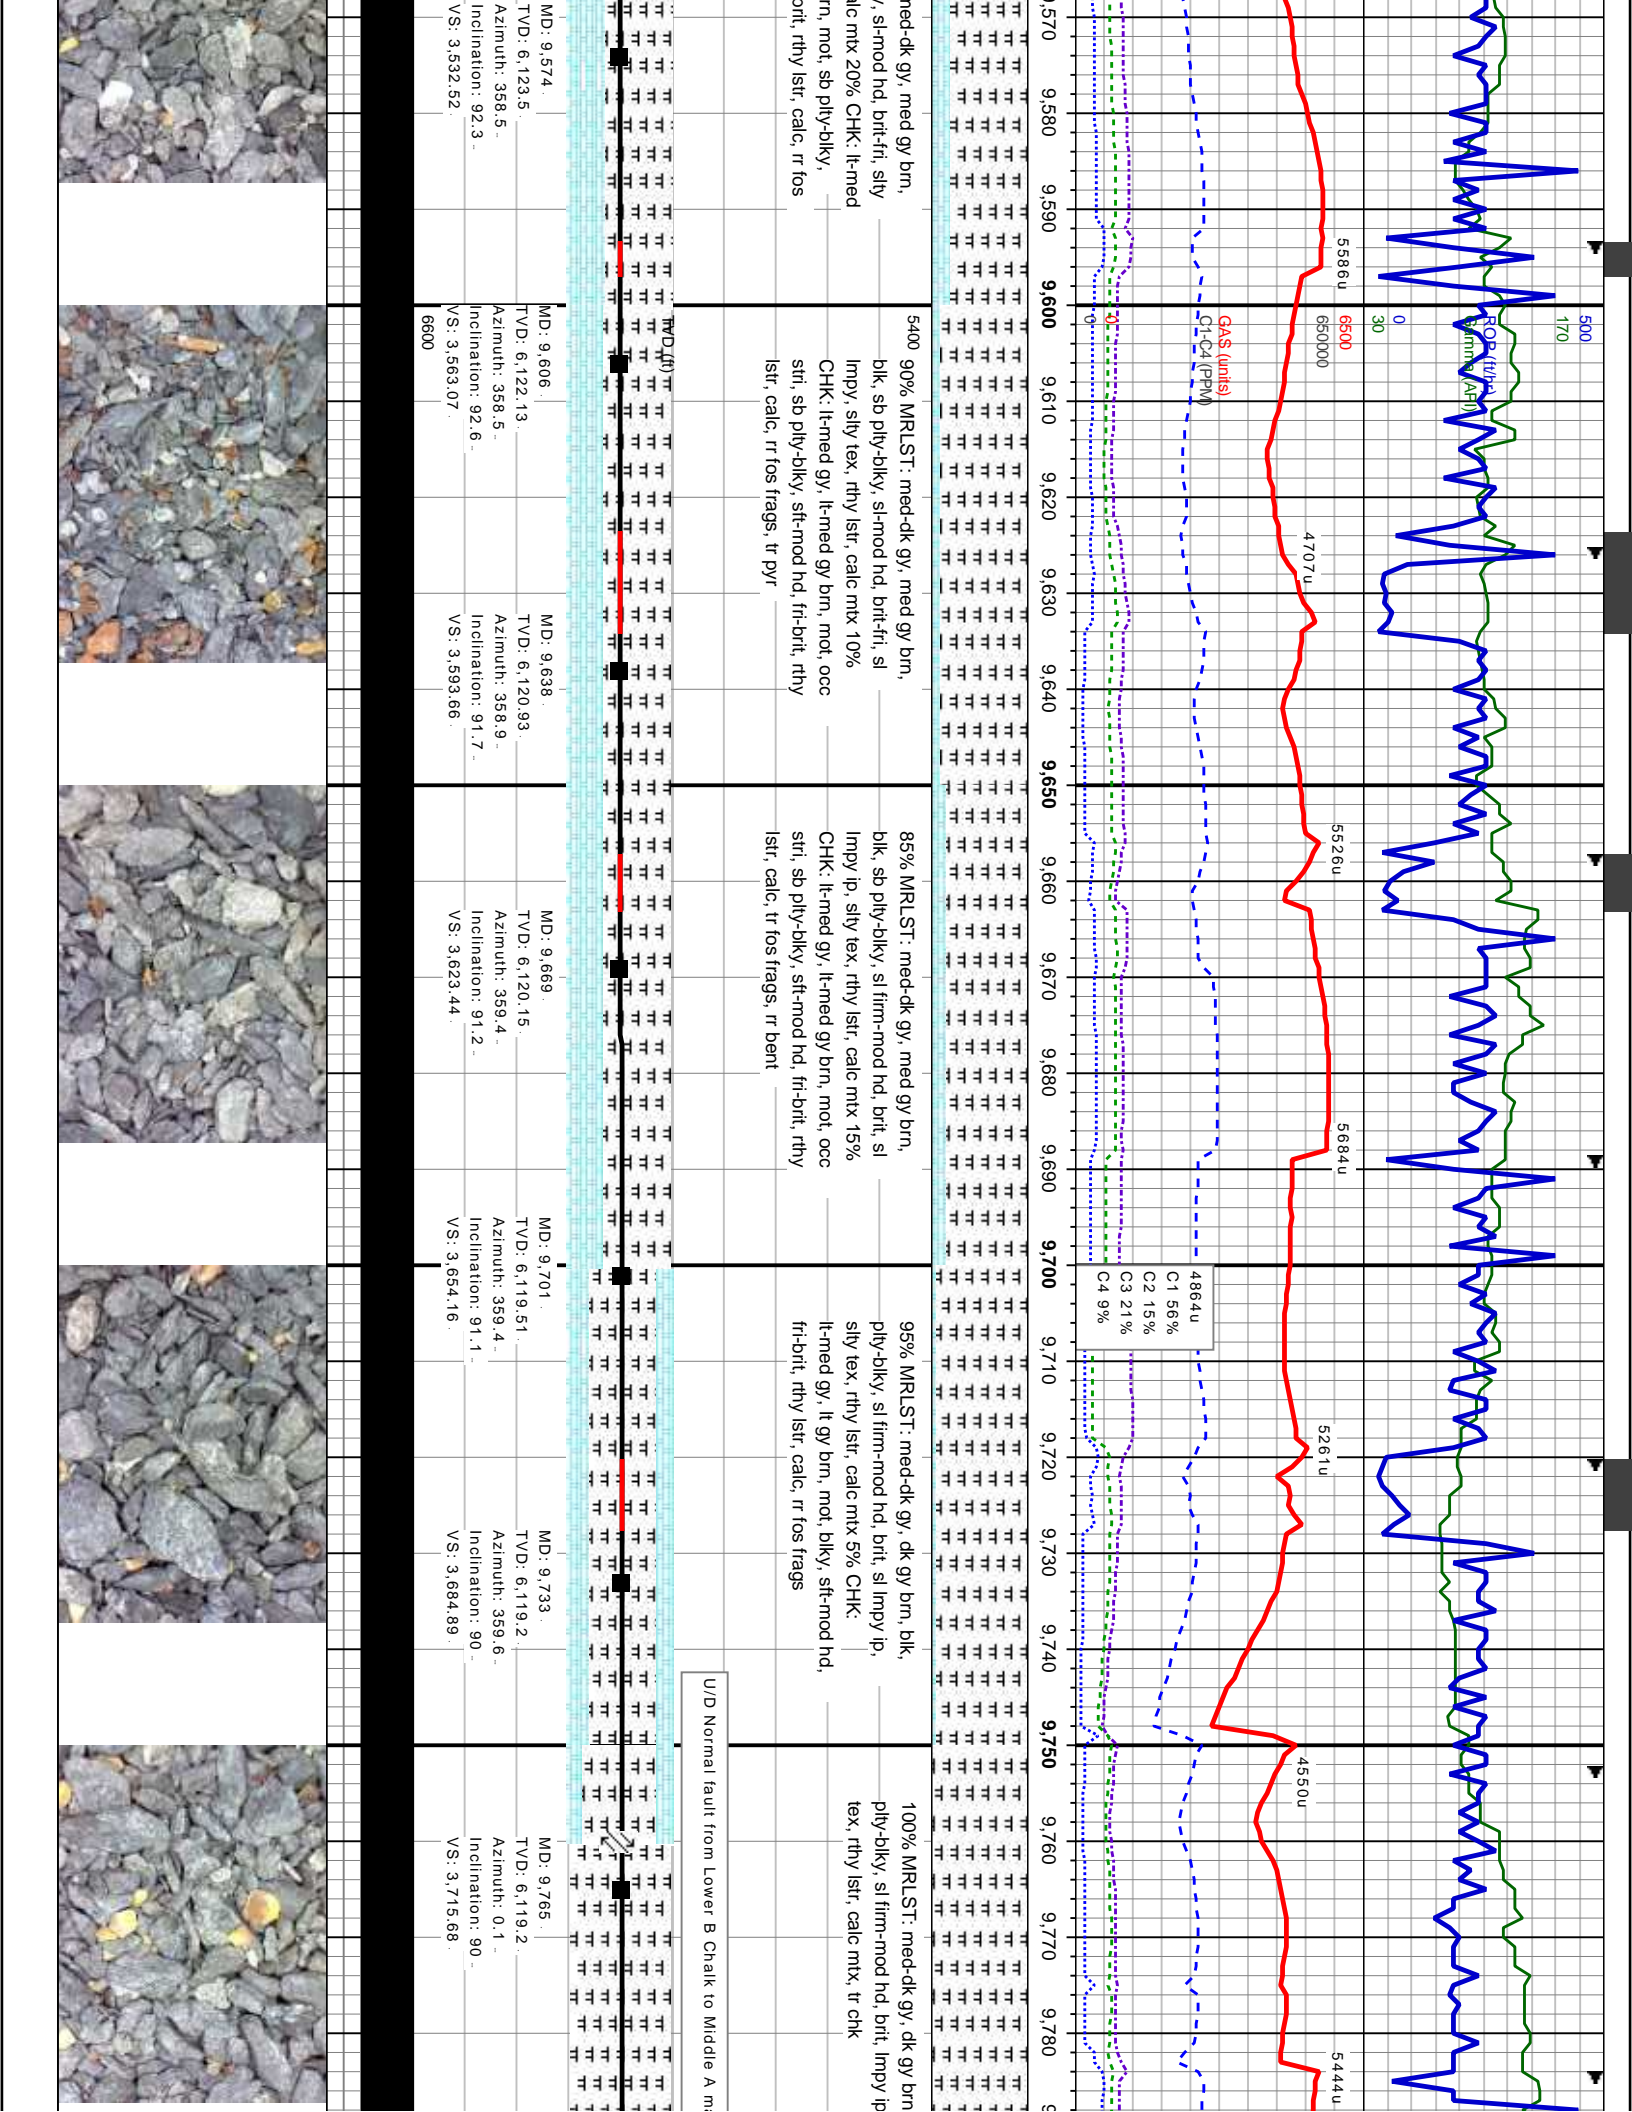 med-dk gy, med gy brn,
, sl-mod hd, brit-fri, slty
alc mtx 20% CHK: lt-med
rn, mot, sb plty-blky,
brit, rthy lstr, calc, rr fos
90% MRLST: med-dk gy, med gy brn,
blk, sb plty-blky, sl-mod hd, brit-fri, sl
lmpy, slty tex, rthy lstr, calc mtx 10%
CHK: lt-med gy, lt-med gy brn, mot, occ
stri, sb plty-blky, sft-mod hd, fri-brit, rthy
lstr, calc, rr fos frags, tr pyr
85% MRLST: med-dk gy, med gy brn,
blk, sb plty-blky, sl firm-mod hd, brit, sl
lmpy ip, slty tex, rthy lstr, calc mtx 15%
CHK: lt-med gy, lt-med gy brn, mot, occ
stri, sb plty-blky, sft-mod hd, fri-brit, rthy
lstr, calc, tr fos frags, rr bent
95% MRLST: med-dk gy, dk gy brn, blk,
plty-blky, sl firm-mod hd, brit, sl lmpy ip,
slty tex, rthy lstr, calc mtx 5% CHK:
lt-med gy, lt gy brn, mot, blky, sft-mod hd,
fri-brit, rthy lstr, calc, rr fos frags
100% MRLST: med-dk gy, dk gy brn
plty-blky, sl firm-mod hd, brit, lmpy ip
tex, rthy lstr, calc mtx, tr chk
U/D Normal fault from Lower B Chalk to Middle A ma
MD: 9,574
TVD: 6,123.5
Azimuth: 358.5
Inclination: 92.3
VS: 3,532.52
MD: 9,606
TVD: 6,122.13
Azimuth: 358.5
Inclination: 92.6
VS: 3,563.07
MD: 9,638
TVD: 6,120.93
Azimuth: 358.9
Inclination: 91.7
VS: 3,593.66
MD: 9,669
TVD: 6,120.15
Azimuth: 359.4
Inclination: 91.2
VS: 3,623.44
MD: 9,701
TVD: 6,119.51
Azimuth: 359.4
Inclination: 91.1
VS: 3,654.16
MD: 9,733
TVD: 6,119.2
Azimuth: 359.6
Inclination: 90
VS: 3,684.89
MD: 9,765
TVD: 6,119.2
Azimuth: 0.1
Inclination: 90
VS: 3,715.68
5400
TVD (ft)
6600
9,570
9,580
9,590
9,600
9,610
9,620
9,630
9,640
9,650
9,660
9,670
9,680
9,690
9,700
9,710
9,720
9,730
9,740
9,750
9,760
9,770
9,780
5586u
4707u
5526u
5684u
5261u
4550u
5444u
4864u
C1 56%
C2 15%
C3 21%
C4 9%
0
6500
GAS (units)
0
650000
C1-C4 (PPM)
0
500
ROP (ft/hr)
30
170
Gamma (API)